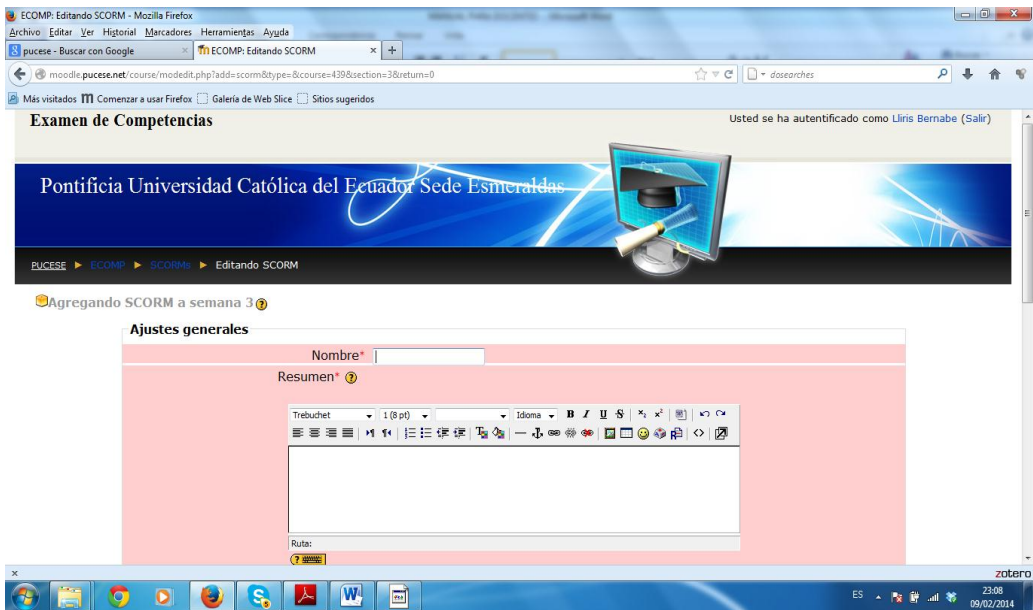 ECOMP: Editando SCORM - Mozilla Firefox
Archivo Editar Ver Historial Marcadores Herramientas Ayuda
pucese - Buscar con Google × ECOMP: Editando SCORM × +
moodle.pucese.net/course/modedit.php?add=scorm&type=&course=439&section=3&return=0 dosearches
Más visitados Comenzar a usar Firefox Galería de Web Slice Sitios sugeridos
Examen de Competencias Usted se ha autentificado como Lliris Bernabe (Salir)
Pontificia Universidad Católica del Ecuador Sede Esmeraldas
PUCESE ► ECOMP ► SCORMs ► Editando SCORM
Agregando SCORM a semana 3
Ajustes generales
Nombre*
Resumen*
Trebuchet 1 (8 pt) Idoma B I U S
Ruta:
zotero
ES 23:08
09/02/2014